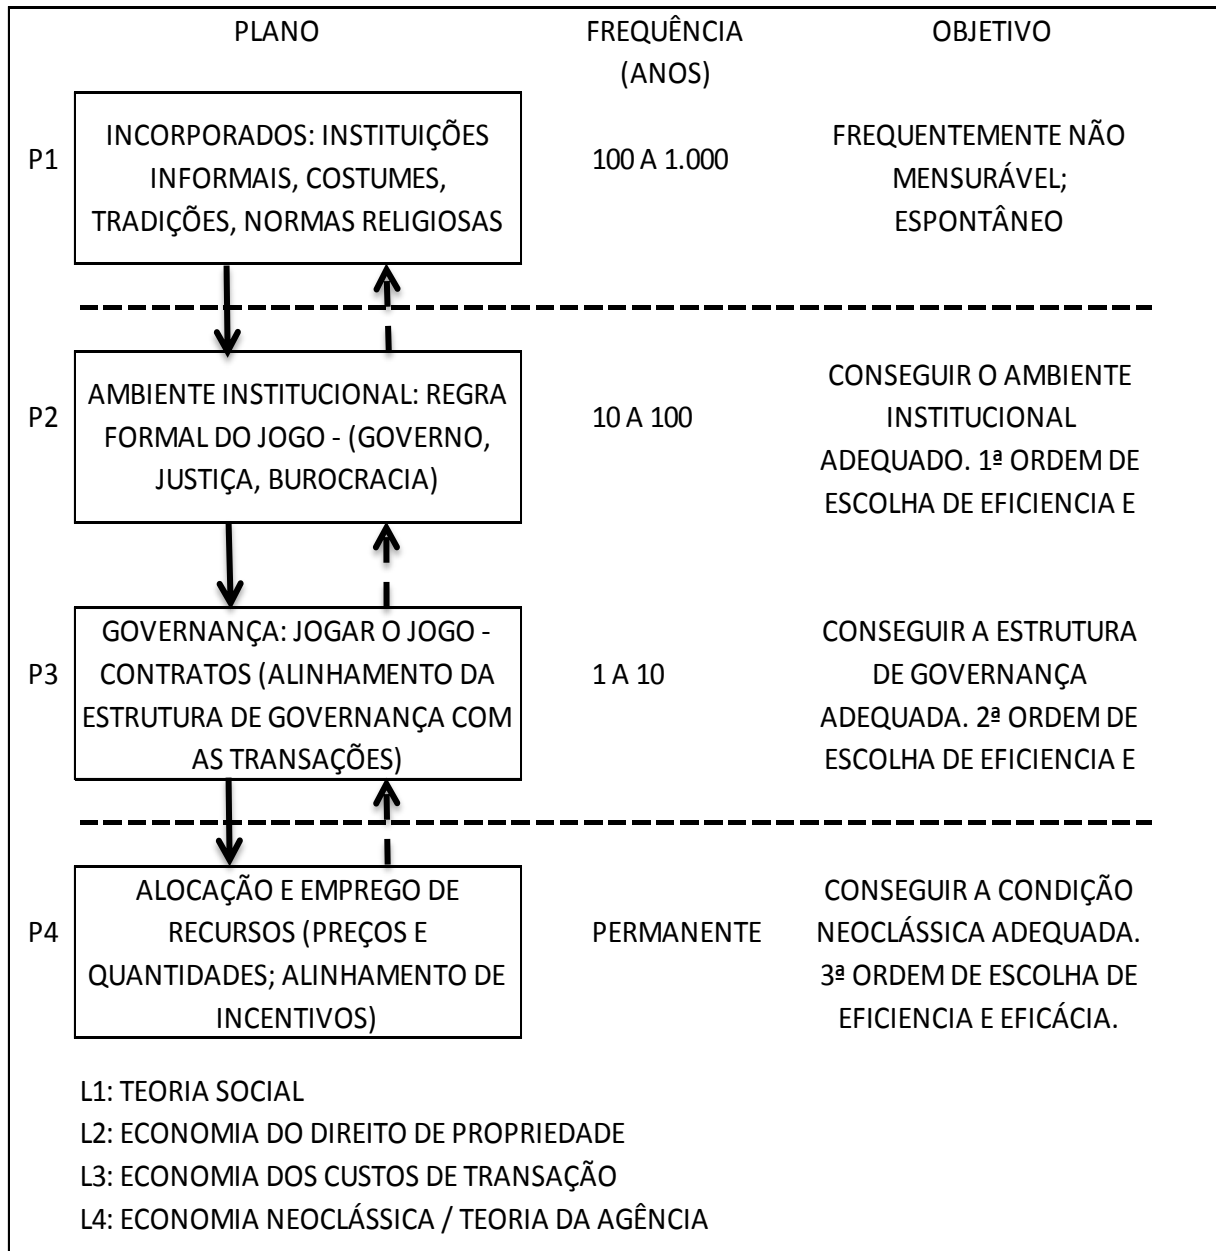 PLANO FREQUÊNCIA OBJETIVO
(ANOS)
P1
INCORPORADOS: INSTITUIÇÕES
INFORMAIS, COSTUMES,
TRADIÇÕES, NORMAS RELIGIOSAS
100 A 1.000
FREQUENTEMENTE NÃO
MENSURÁVEL;
ESPONTÂNEO
P2
AMBIENTE INSTITUCIONAL: REGRA
FORMAL DO JOGO - (GOVERNO,
JUSTIÇA, BUROCRACIA)
10 A 100
CONSEGUIR O AMBIENTE
INSTITUCIONAL
ADEQUADO. 1ª ORDEM DE
ESCOLHA DE EFICIENCIA E
P3
GOVERNANÇA: JOGAR O JOGO -
CONTRATOS (ALINHAMENTO DA
ESTRUTURA DE GOVERNANÇA COM
AS TRANSAÇÕES)
1 A 10
CONSEGUIR A ESTRUTURA
DE GOVERNANÇA
ADEQUADA. 2ª ORDEM DE
ESCOLHA DE EFICIENCIA E
P4
ALOCAÇÃO E EMPREGO DE
RECURSOS (PREÇOS E
QUANTIDADES; ALINHAMENTO DE
INCENTIVOS)
PERMANENTE
CONSEGUIR A CONDIÇÃO
NEOCLÁSSICA ADEQUADA.
3ª ORDEM DE ESCOLHA DE
EFICIENCIA E EFICÁCIA.
L1: TEORIA SOCIAL
L2: ECONOMIA DO DIREITO DE PROPRIEDADE
L3: ECONOMIA DOS CUSTOS DE TRANSAÇÃO
L4: ECONOMIA NEOCLÁSSICA / TEORIA DA AGÊNCIA